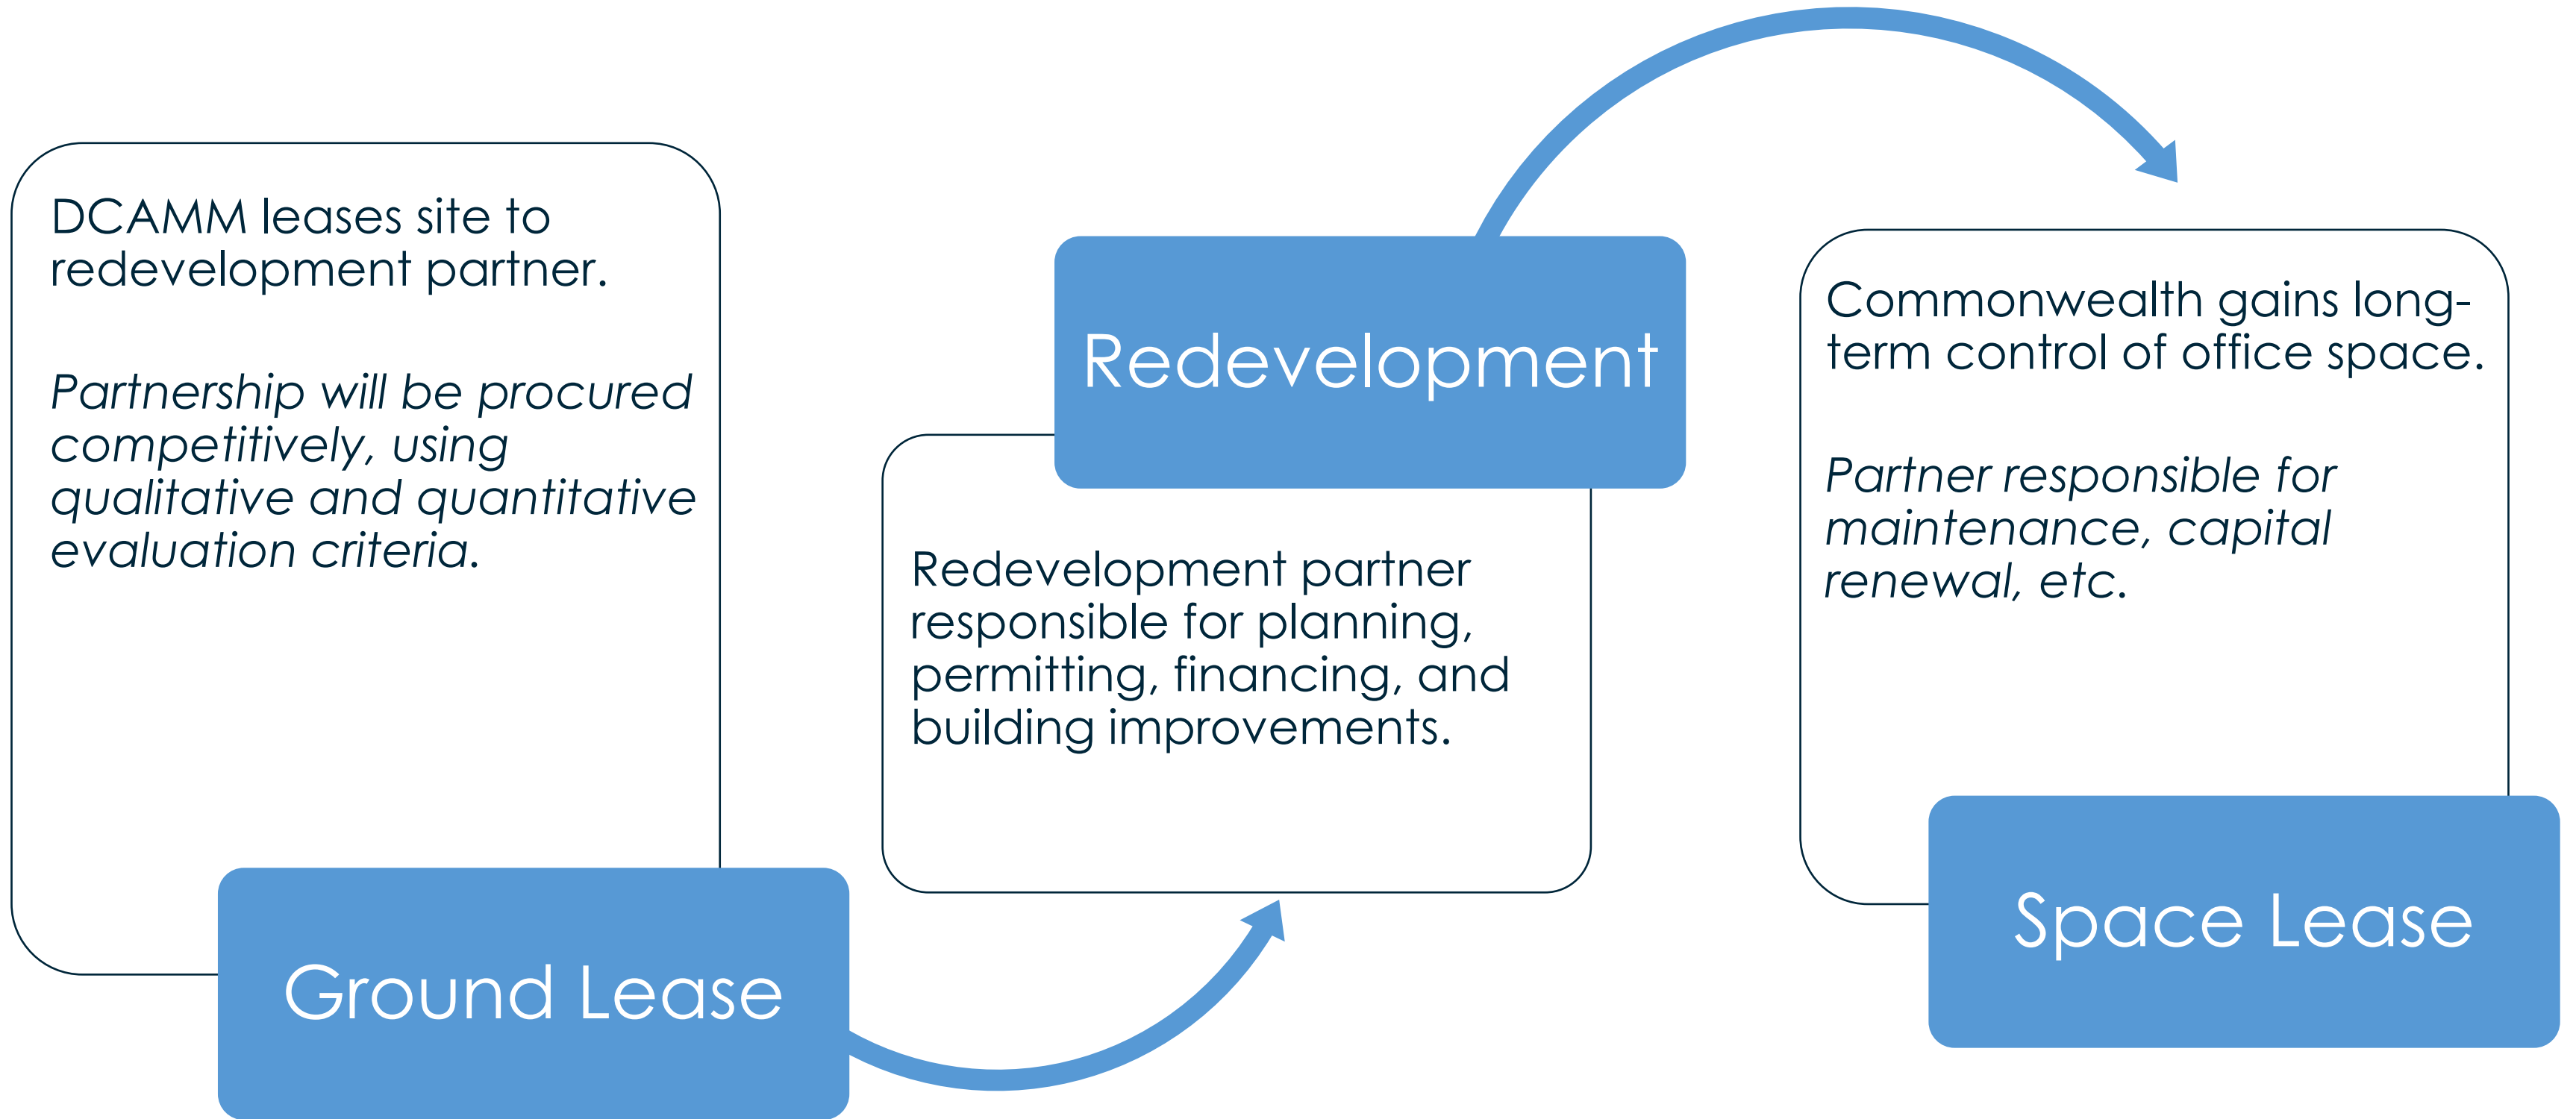 DCAMM leases site to
redevelopment partner.
Partnership will be procured
competitively, using
qualitative and quantitative
evaluation criteria.
Ground Lease
Redevelopment
Redevelopment partner
responsible for planning,
permitting, financing, and
building improvements.
Commonwealth gains long-
term control of office space.
Partner responsible for
maintenance, capital
renewal, etc.
Space Lease